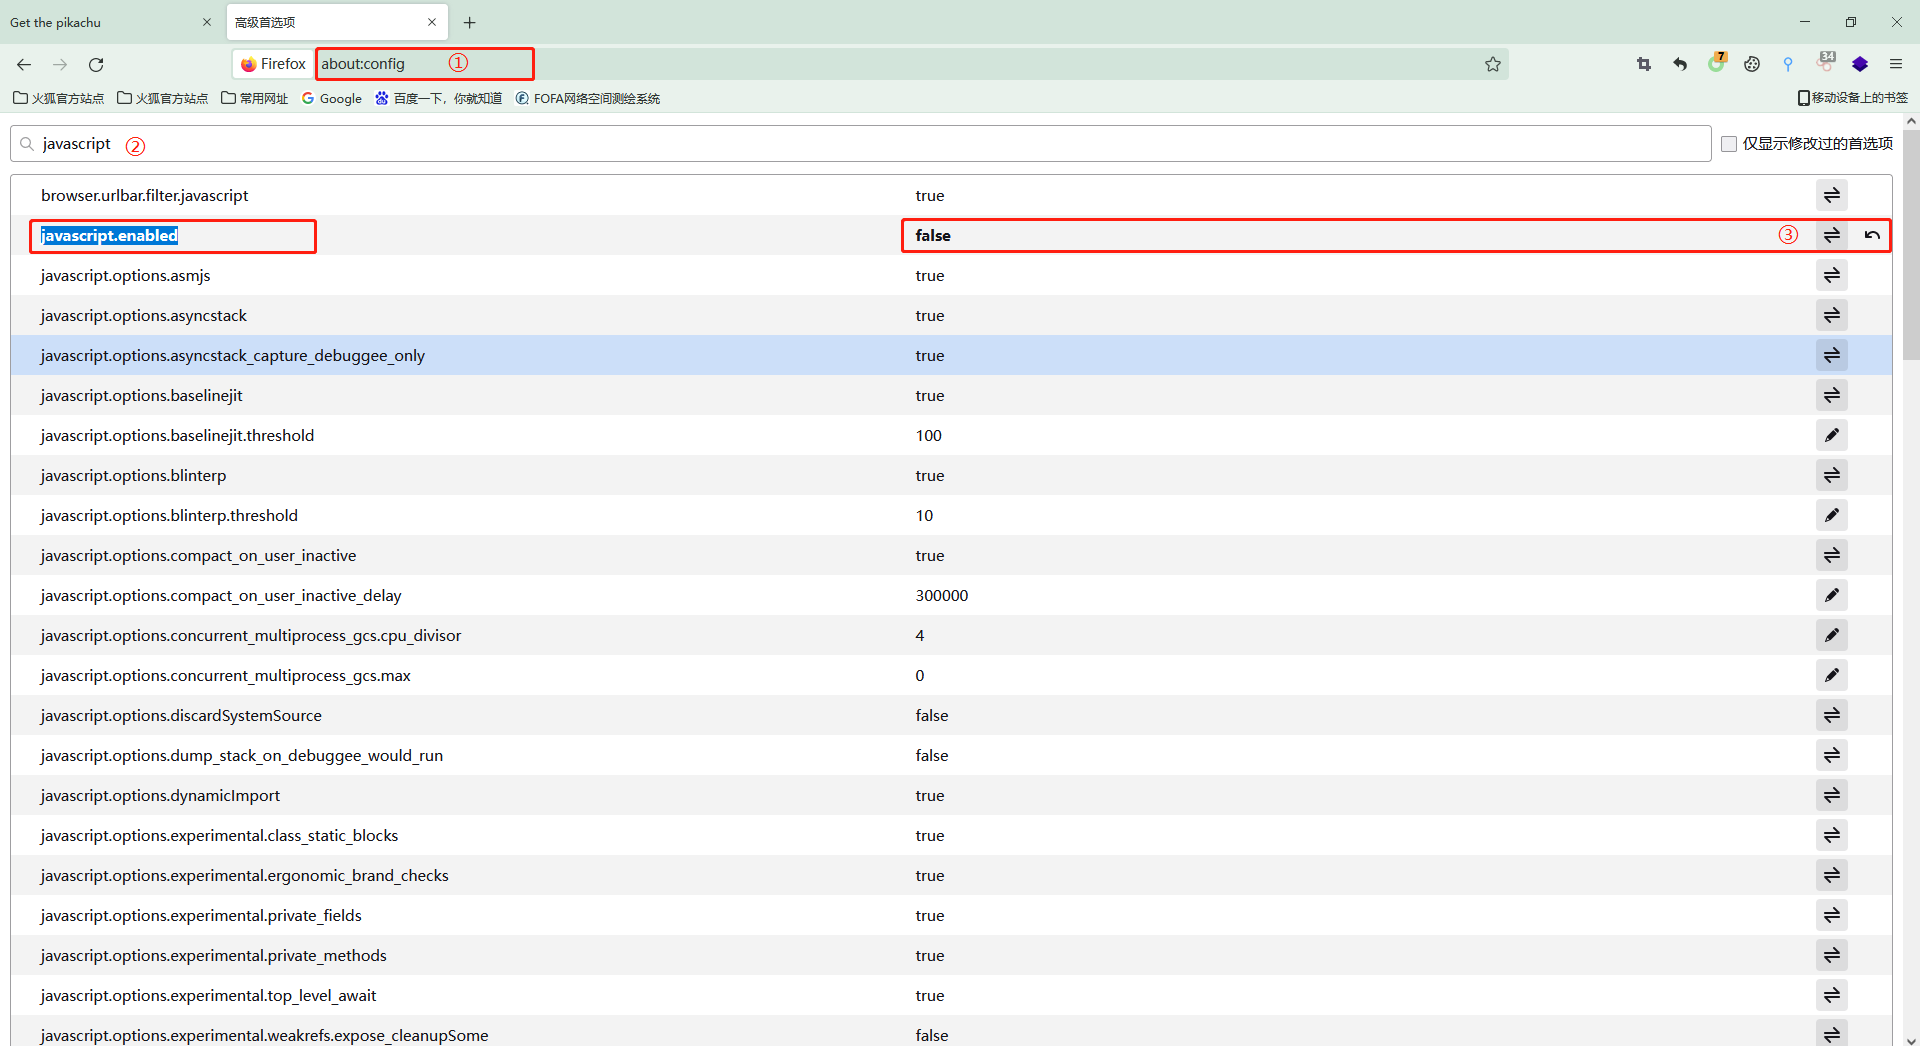 Get the pikachu
高级首选项
Firefox about:config ①
7
34
火狐官方站点 火狐官方站点 常用网址 Google 百度一下，你就知道 FOFA网络空间测绘系统 移动设备上的书签
javascript ② 仅显示修改过的首选项
browser.urlbar.filter.javascript true
javascript.enabled false ③
javascript.options.asmjs true
javascript.options.asyncstack true
javascript.options.asyncstack_capture_debuggee_only true
javascript.options.baselinejit true
javascript.options.baselinejit.threshold 100
javascript.options.blinterp true
javascript.options.blinterp.threshold 10
javascript.options.compact_on_user_inactive true
javascript.options.compact_on_user_inactive_delay 300000
javascript.options.concurrent_multiprocess_gcs.cpu_divisor 4
javascript.options.concurrent_multiprocess_gcs.max 0
javascript.options.discardSystemSource false
javascript.options.dump_stack_on_debuggee_would_run false
javascript.options.dynamicImport true
javascript.options.experimental.class_static_blocks true
javascript.options.experimental.ergonomic_brand_checks true
javascript.options.experimental.private_fields true
javascript.options.experimental.private_methods true
javascript.options.experimental.top_level_await true
javascript.options.experimental.weakrefs.expose_cleanupSome false